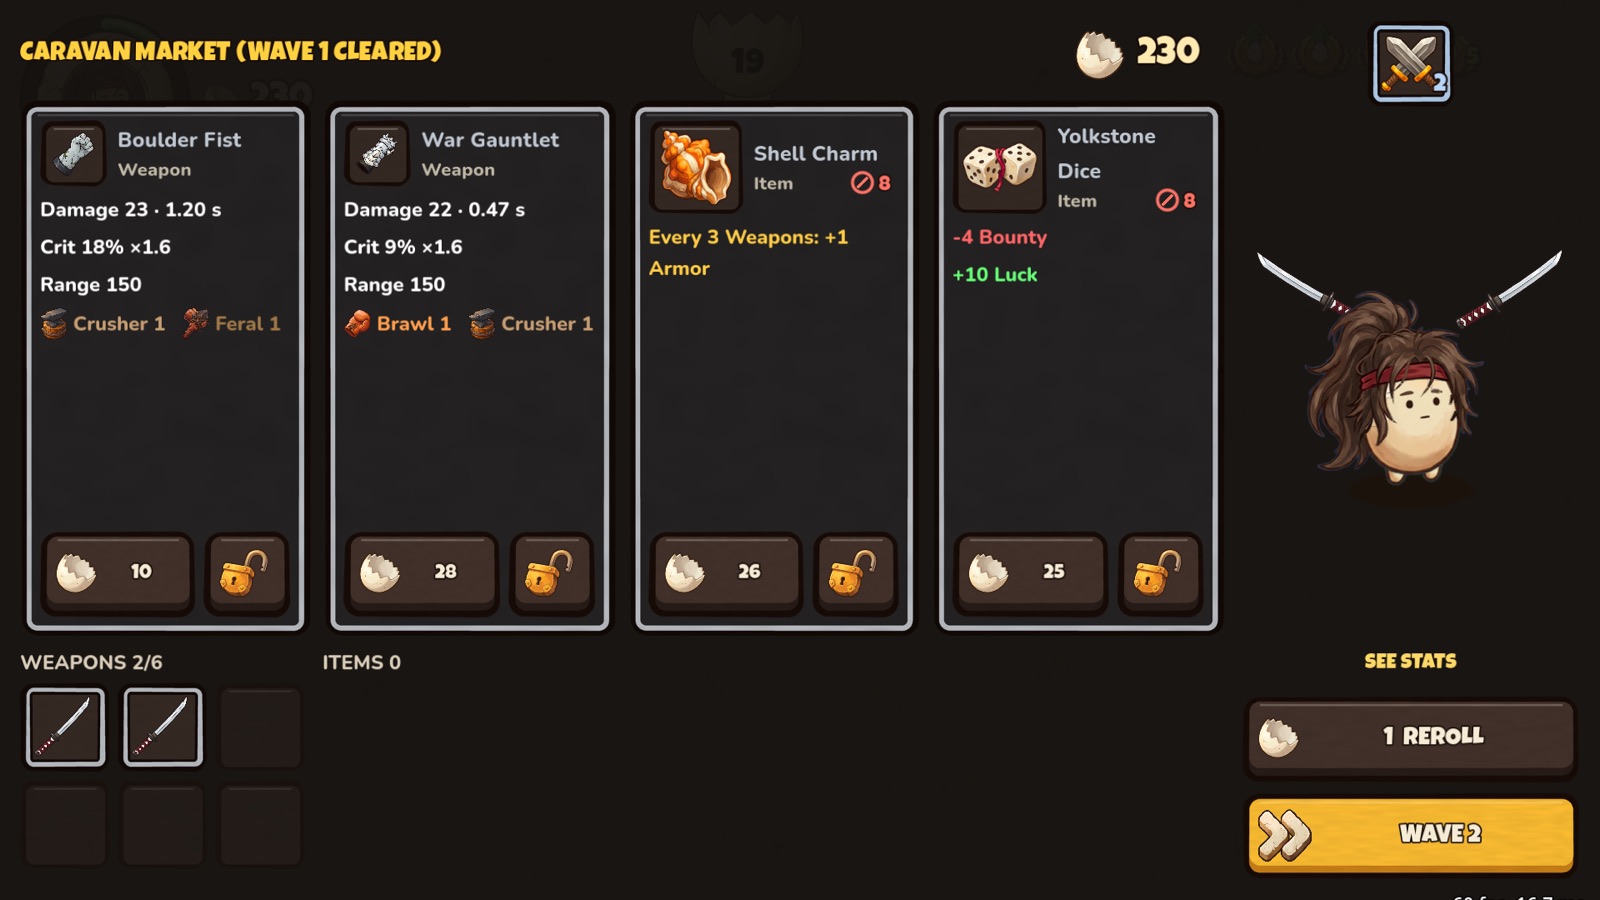 CARAVAN MARKET (WAVE 1 CLEARED)
19
230
230
2
Boulder Fist
Weapon
Damage 23 · 1.20 s
Crit 18% ×1.6
Range 150
Crusher 1
Feral 1
10
War Gauntlet
Weapon
Damage 22 · 0.47 s
Crit 9% ×1.6
Range 150
Brawl 1
Crusher 1
28
Shell Charm
Item
8
Every 3 Weapons: +1
Armor
26
Yolkstone
Dice
Item
8
-4 Bounty
+10 Luck
25
WEAPONS 2/6
ITEMS 0
SEE STATS
1 REROLL
WAVE 2